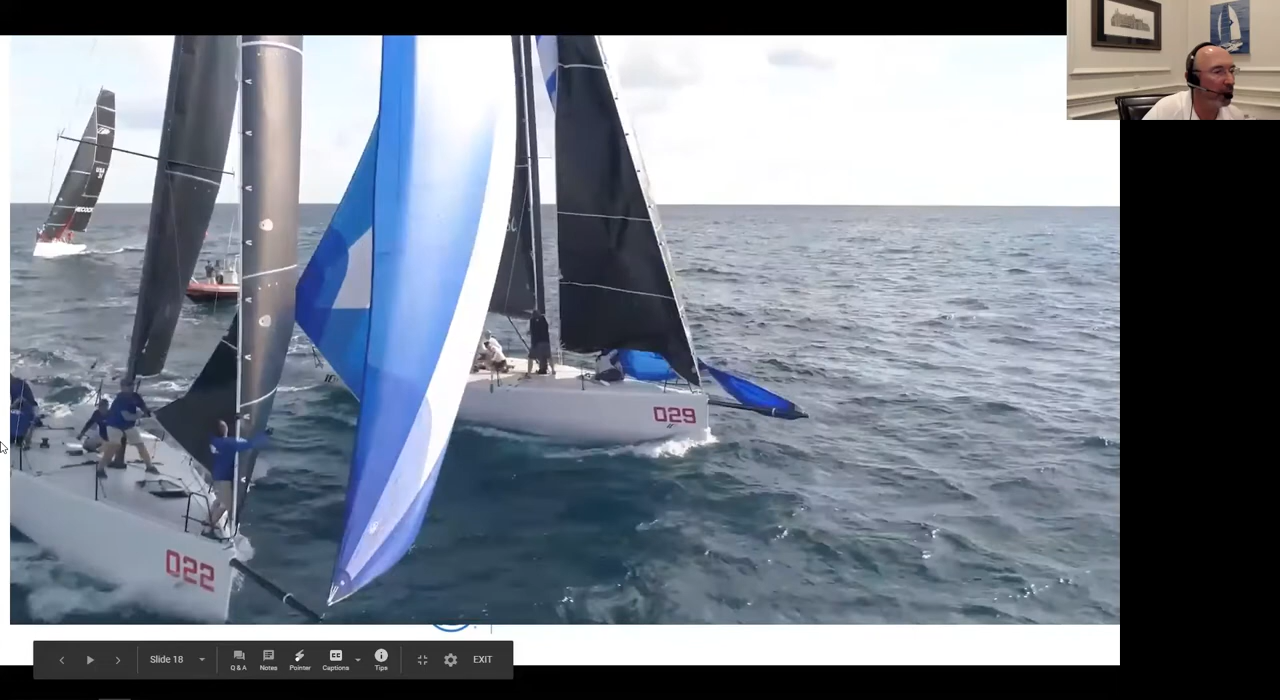 029
022
Slide 18
Q & A
Notes
Pointer
Captions
Tips
EXIT